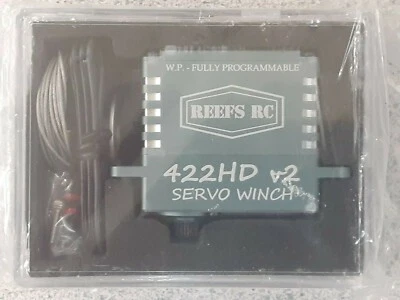 W.P. - FULLY PROGRAMMABLE
REEFS RC
422HD v2
SERVO WINCH